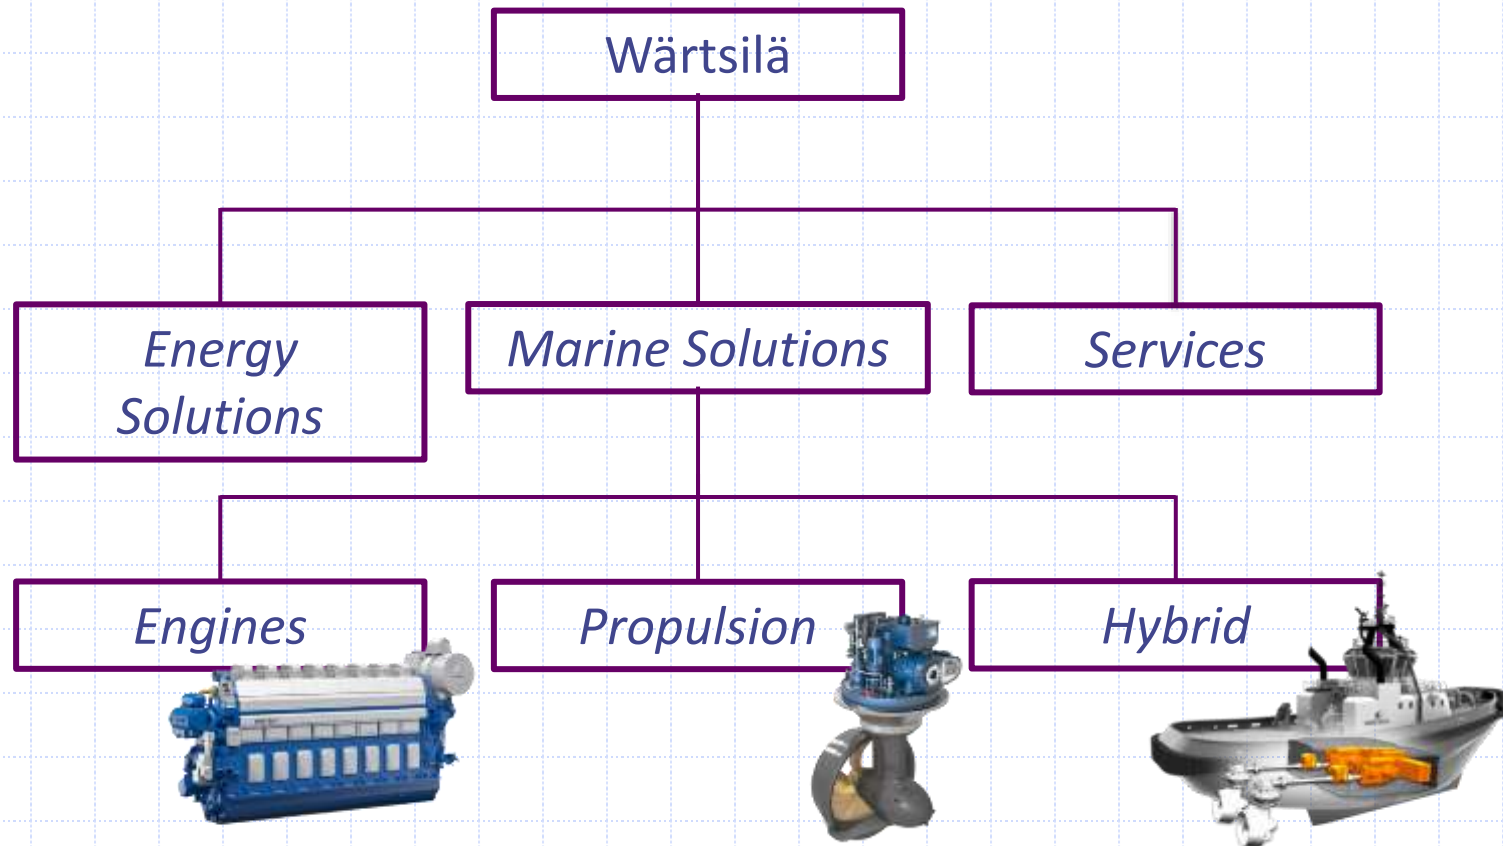 Wärtsilä
Energy
Solutions
Marine Solutions
Services
Engines
Propulsion
Hybrid